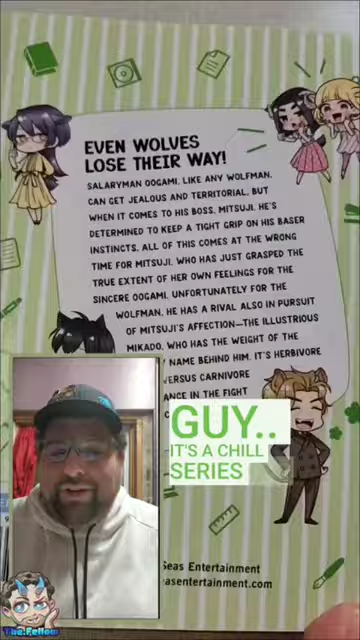 EVEN WOLVES
LOSE THEIR WAY!
SALARYMAN OOGAMI, LIKE ANY WOLFMAN,
CAN GET JEALOUS AND TERRITORIAL, BUT
WHEN IT COMES TO HIS BOSS, MITSUJI, HE'S
DETERMINED TO KEEP A TIGHT GRIP ON HIS BASER
INSTINCTS. ALL OF THIS COMES AT THE WRONG
TIME FOR MITSUJI, WHO HAS JUST GRASPED THE
TRUE EXTENT OF HER OWN FEELINGS FOR THE
SINCERE OOGAMI. UNFORTUNATELY FOR THE
WOLFMAN, HE HAS A RIVAL ALSO IN PURSUIT
OF MITSUJI'S AFFECTION—THE ILLUSTRIOUS
MIKADO, WHO HAS THE WEIGHT OF THE
NAME BEHIND HIM. IT'S HERBIVORE
VERSUS CARNIVORE
ANCE IN THE FIGHT
GUY..
IT'S A CHILL
SERIES
Seas Entertainment
easentertainment.com
The.Fellow